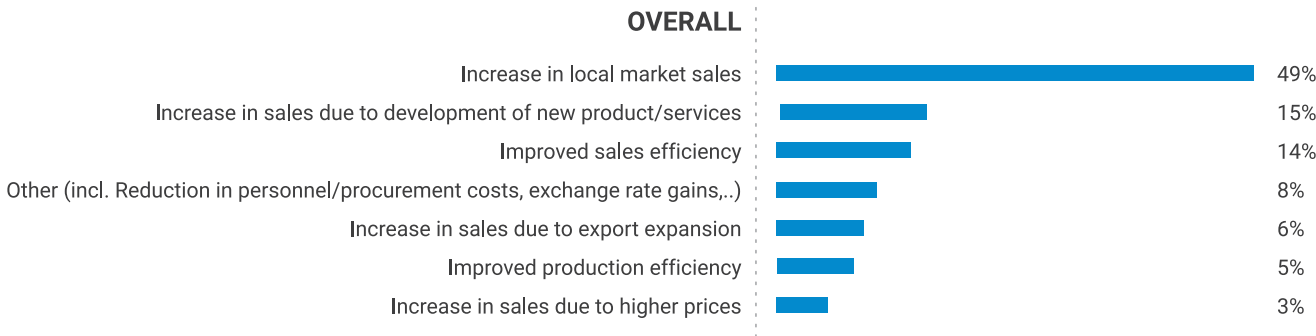 OVERALL
Increase in local market sales 49%
Increase in sales due to development of new product/services 15%
Improved sales efficiency 14%
Other (incl. Reduction in personnel/procurement costs, exchange rate gains,..) 8%
Increase in sales due to export expansion 6%
Improved production efficiency 5%
Increase in sales due to higher prices 3%